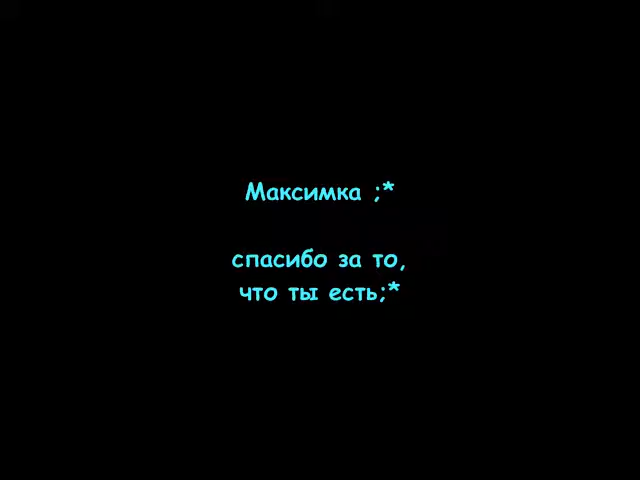 Максимка ;*
спасибо за то,
что ты есть;*